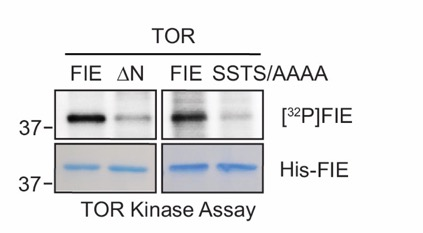 TOR
FIE ΔN FIE SSTS/AAAA
37 [³²P]FIE
37 His-FIE
TOR Kinase Assay